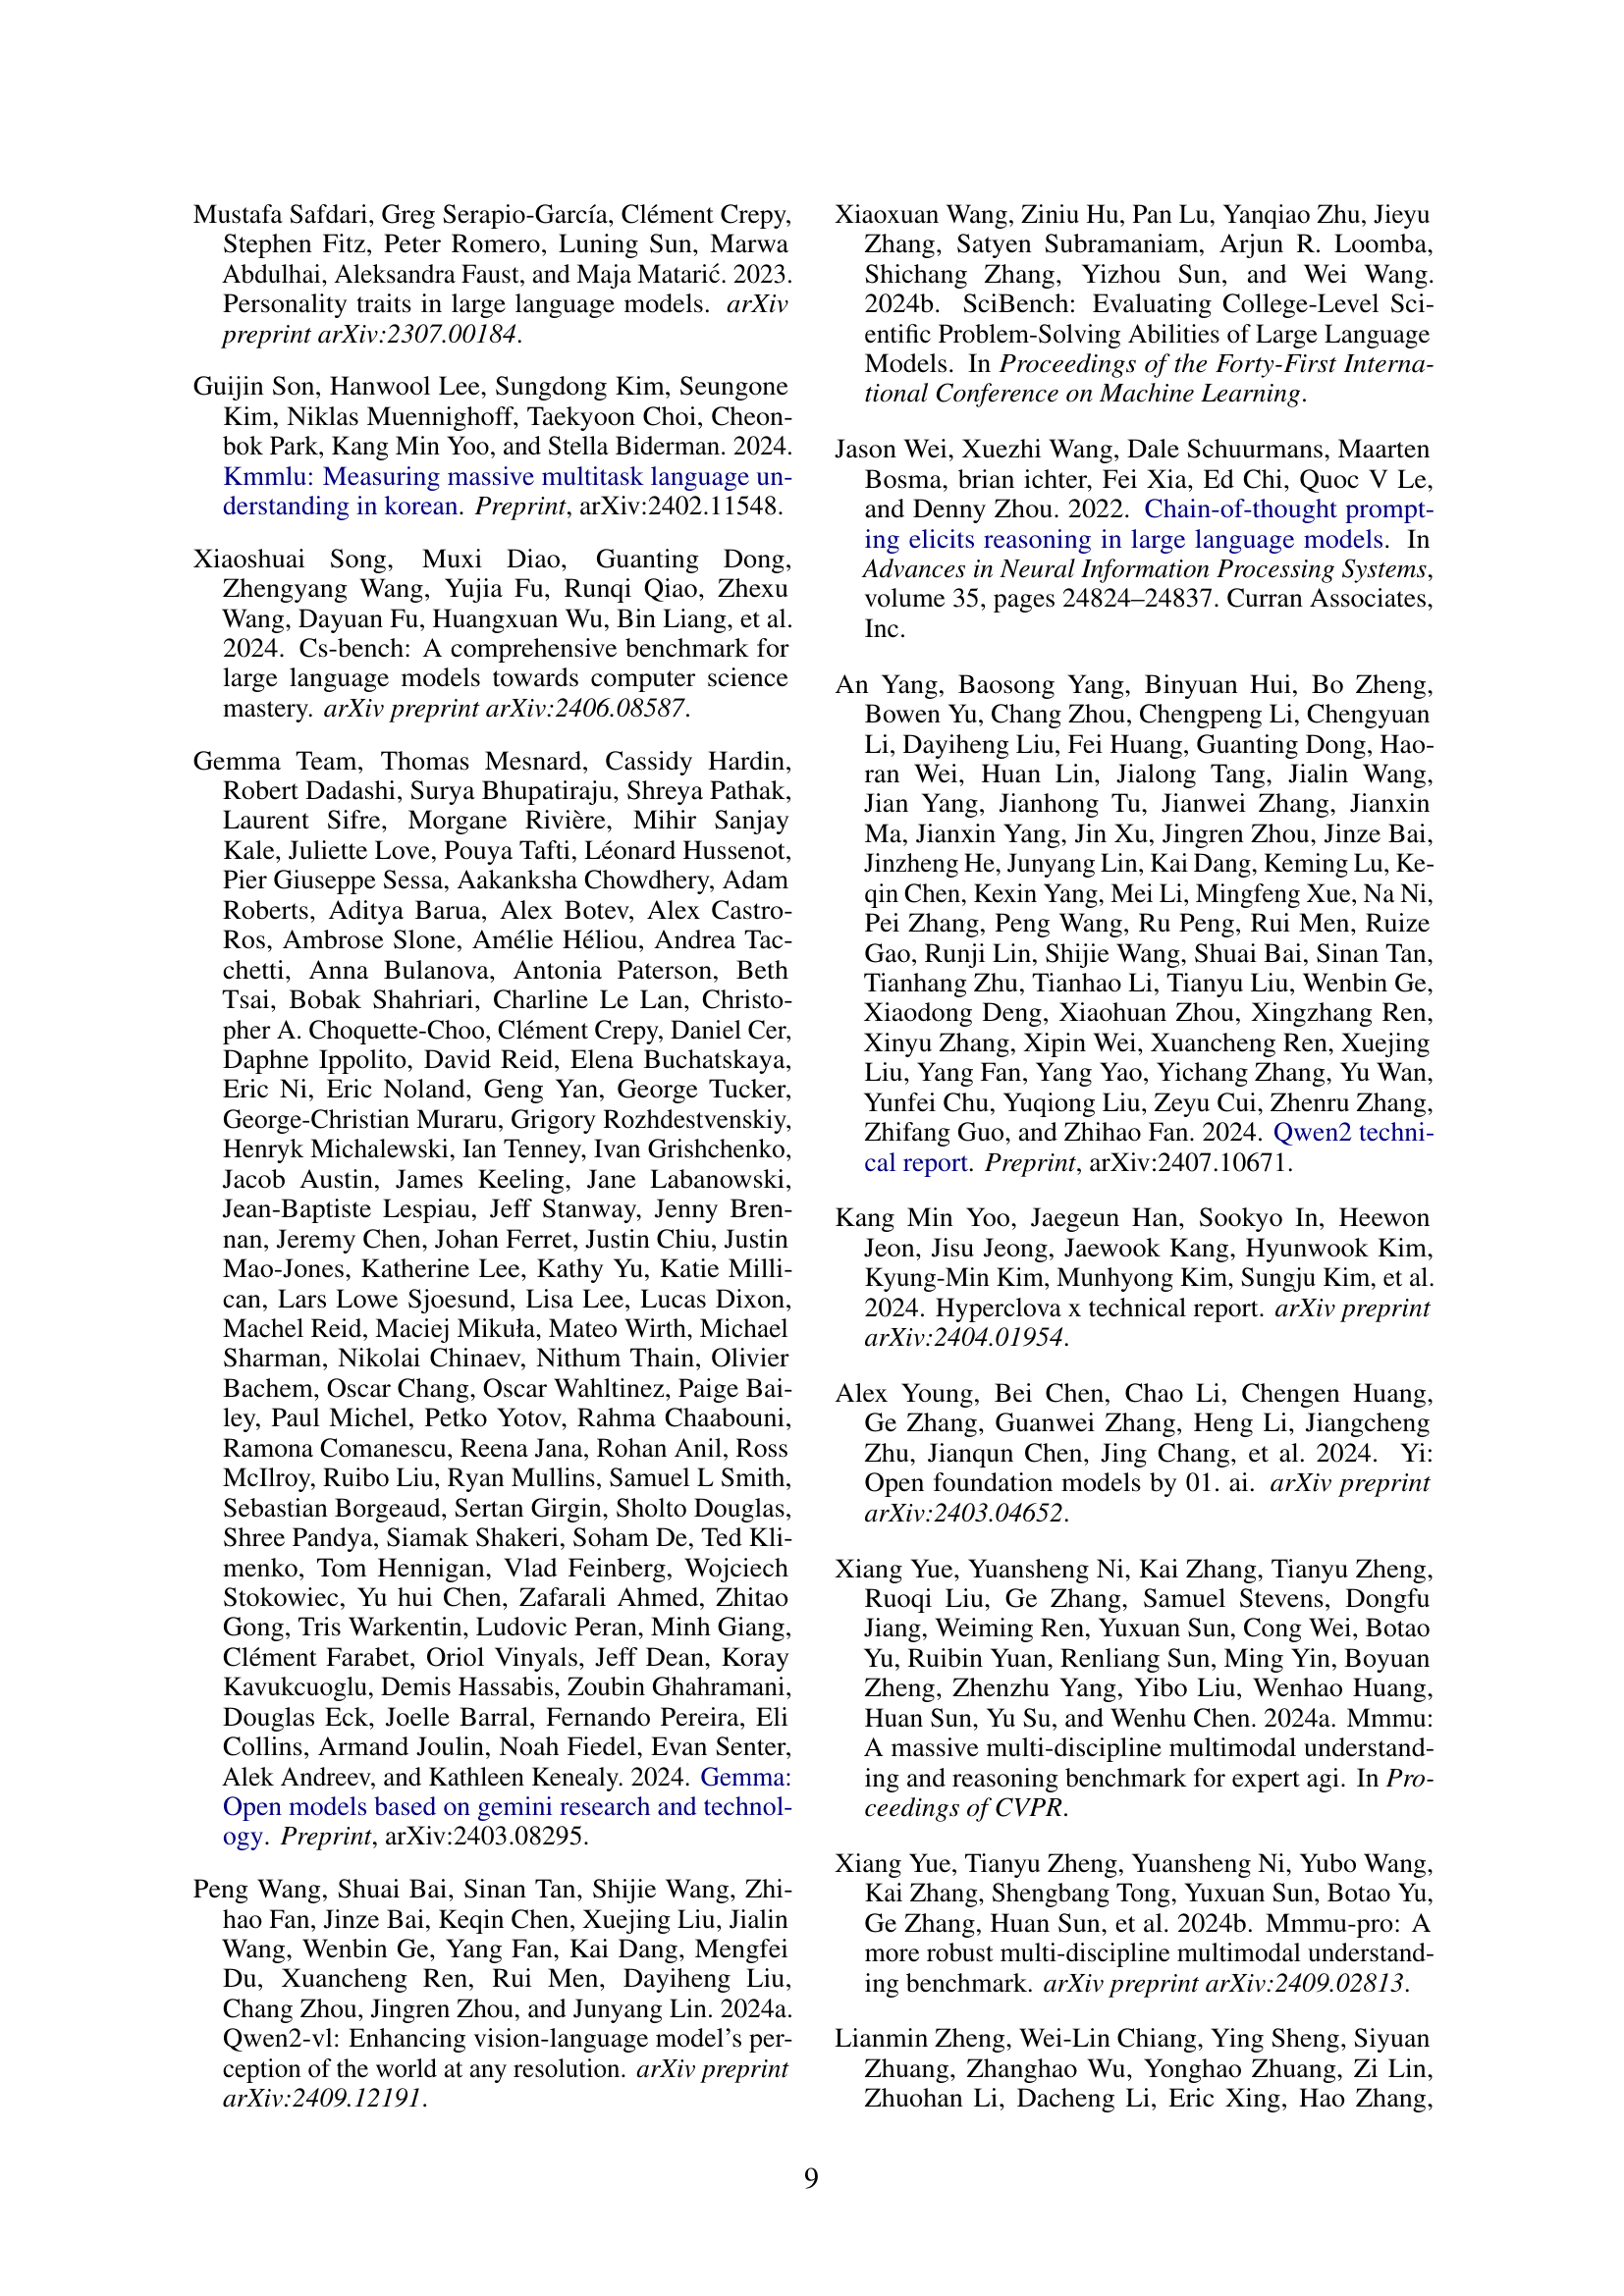 Mustafa Safdari, Greg Serapio-García, Clément Crepy,
Stephen Fitz, Peter Romero, Luning Sun, Marwa
Abdulhai, Aleksandra Faust, and Maja Matarić. 2023.
Personality traits in large language models. arXiv
preprint arXiv:2307.00184.
Guijin Son, Hanwool Lee, Sungdong Kim, Seungone
Kim, Niklas Muennighoff, Taekyoon Choi, Cheon-
bok Park, Kang Min Yoo, and Stella Biderman. 2024.
Kmmlu: Measuring massive multitask language un-
derstanding in korean. Preprint, arXiv:2402.11548.
Xiaoshuai Song, Muxi Diao, Guanting Dong,
Zhengyang Wang, Yujia Fu, Runqi Qiao, Zhexu
Wang, Dayuan Fu, Huangxuan Wu, Bin Liang, et al.
2024. Cs-bench: A comprehensive benchmark for
large language models towards computer science
mastery. arXiv preprint arXiv:2406.08587.
Gemma Team, Thomas Mesnard, Cassidy Hardin,
Robert Dadashi, Surya Bhupatiraju, Shreya Pathak,
Laurent Sifre, Morgane Rivière, Mihir Sanjay
Kale, Juliette Love, Pouya Tafti, Léonard Hussenot,
Pier Giuseppe Sessa, Aakanksha Chowdhery, Adam
Roberts, Aditya Barua, Alex Botev, Alex Castro-
Ros, Ambrose Slone, Amélie Héliou, Andrea Tac-
chetti, Anna Bulanova, Antonia Paterson, Beth
Tsai, Bobak Shahriari, Charline Le Lan, Christo-
pher A. Choquette-Choo, Clément Crepy, Daniel Cer,
Daphne Ippolito, David Reid, Elena Buchatskaya,
Eric Ni, Eric Noland, Geng Yan, George Tucker,
George-Christian Muraru, Grigory Rozhdestvenskiy,
Henryk Michalewski, Ian Tenney, Ivan Grishchenko,
Jacob Austin, James Keeling, Jane Labanowski,
Jean-Baptiste Lespiau, Jeff Stanway, Jenny Bren-
nan, Jeremy Chen, Johan Ferret, Justin Chiu, Justin
Mao-Jones, Katherine Lee, Kathy Yu, Katie Milli-
can, Lars Lowe Sjoesund, Lisa Lee, Lucas Dixon,
Machel Reid, Maciej Mikuła, Mateo Wirth, Michael
Sharman, Nikolai Chinaev, Nithum Thain, Olivier
Bachem, Oscar Chang, Oscar Wahltinez, Paige Bai-
ley, Paul Michel, Petko Yotov, Rahma Chaabouni,
Ramona Comanescu, Reena Jana, Rohan Anil, Ross
McIlroy, Ruibo Liu, Ryan Mullins, Samuel L Smith,
Sebastian Borgeaud, Sertan Girgin, Sholto Douglas,
Shree Pandya, Siamak Shakeri, Soham De, Ted Kli-
menko, Tom Hennigan, Vlad Feinberg, Wojciech
Stokowiec, Yu hui Chen, Zafarali Ahmed, Zhitao
Gong, Tris Warkentin, Ludovic Peran, Minh Giang,
Clément Farabet, Oriol Vinyals, Jeff Dean, Koray
Kavukcuoglu, Demis Hassabis, Zoubin Ghahramani,
Douglas Eck, Joelle Barral, Fernando Pereira, Eli
Collins, Armand Joulin, Noah Fiedel, Evan Senter,
Alek Andreev, and Kathleen Kenealy. 2024. Gemma:
Open models based on gemini research and technol-
ogy. Preprint, arXiv:2403.08295.
Peng Wang, Shuai Bai, Sinan Tan, Shijie Wang, Zhi-
hao Fan, Jinze Bai, Keqin Chen, Xuejing Liu, Jialin
Wang, Wenbin Ge, Yang Fan, Kai Dang, Mengfei
Du, Xuancheng Ren, Rui Men, Dayiheng Liu,
Chang Zhou, Jingren Zhou, and Junyang Lin. 2024a.
Qwen2-vl: Enhancing vision-language model's per-
ception of the world at any resolution. arXiv preprint
arXiv:2409.12191.
Xiaoxuan Wang, Ziniu Hu, Pan Lu, Yanqiao Zhu, Jieyu
Zhang, Satyen Subramaniam, Arjun R. Loomba,
Shichang Zhang, Yizhou Sun, and Wei Wang.
2024b. SciBench: Evaluating College-Level Sci-
entific Problem-Solving Abilities of Large Language
Models. In Proceedings of the Forty-First Interna-
tional Conference on Machine Learning.
Jason Wei, Xuezhi Wang, Dale Schuurmans, Maarten
Bosma, brian ichter, Fei Xia, Ed Chi, Quoc V Le,
and Denny Zhou. 2022. Chain-of-thought prompt-
ing elicits reasoning in large language models. In
Advances in Neural Information Processing Systems,
volume 35, pages 24824–24837. Curran Associates,
Inc.
An Yang, Baosong Yang, Binyuan Hui, Bo Zheng,
Bowen Yu, Chang Zhou, Chengpeng Li, Chengyuan
Li, Dayiheng Liu, Fei Huang, Guanting Dong, Hao-
ran Wei, Huan Lin, Jialong Tang, Jialin Wang,
Jian Yang, Jianhong Tu, Jianwei Zhang, Jianxin
Ma, Jianxin Yang, Jin Xu, Jingren Zhou, Jinze Bai,
Jinzheng He, Junyang Lin, Kai Dang, Keming Lu, Ke-
qin Chen, Kexin Yang, Mei Li, Mingfeng Xue, Na Ni,
Pei Zhang, Peng Wang, Ru Peng, Rui Men, Ruize
Gao, Runji Lin, Shijie Wang, Shuai Bai, Sinan Tan,
Tianhang Zhu, Tianhao Li, Tianyu Liu, Wenbin Ge,
Xiaodong Deng, Xiaohuan Zhou, Xingzhang Ren,
Xinyu Zhang, Xipin Wei, Xuancheng Ren, Xuejing
Liu, Yang Fan, Yang Yao, Yichang Zhang, Yu Wan,
Yunfei Chu, Yuqiong Liu, Zeyu Cui, Zhenru Zhang,
Zhifang Guo, and Zhihao Fan. 2024. Qwen2 techni-
cal report. Preprint, arXiv:2407.10671.
Kang Min Yoo, Jaegeun Han, Sookyo In, Heewon
Jeon, Jisu Jeong, Jaewook Kang, Hyunwook Kim,
Kyung-Min Kim, Munhyong Kim, Sungju Kim, et al.
2024. Hyperclova x technical report. arXiv preprint
arXiv:2404.01954.
Alex Young, Bei Chen, Chao Li, Chengen Huang,
Ge Zhang, Guanwei Zhang, Heng Li, Jiangcheng
Zhu, Jianqun Chen, Jing Chang, et al. 2024. Yi:
Open foundation models by 01. ai. arXiv preprint
arXiv:2403.04652.
Xiang Yue, Yuansheng Ni, Kai Zhang, Tianyu Zheng,
Ruoqi Liu, Ge Zhang, Samuel Stevens, Dongfu
Jiang, Weiming Ren, Yuxuan Sun, Cong Wei, Botao
Yu, Ruibin Yuan, Renliang Sun, Ming Yin, Boyuan
Zheng, Zhenzhu Yang, Yibo Liu, Wenhao Huang,
Huan Sun, Yu Su, and Wenhu Chen. 2024a. Mmmu:
A massive multi-discipline multimodal understand-
ing and reasoning benchmark for expert agi. In Pro-
ceedings of CVPR.
Xiang Yue, Tianyu Zheng, Yuansheng Ni, Yubo Wang,
Kai Zhang, Shengbang Tong, Yuxuan Sun, Botao Yu,
Ge Zhang, Huan Sun, et al. 2024b. Mmmu-pro: A
more robust multi-discipline multimodal understand-
ing benchmark. arXiv preprint arXiv:2409.02813.
Lianmin Zheng, Wei-Lin Chiang, Ying Sheng, Siyuan
Zhuang, Zhanghao Wu, Yonghao Zhuang, Zi Lin,
Zhuohan Li, Dacheng Li, Eric Xing, Hao Zhang,
9